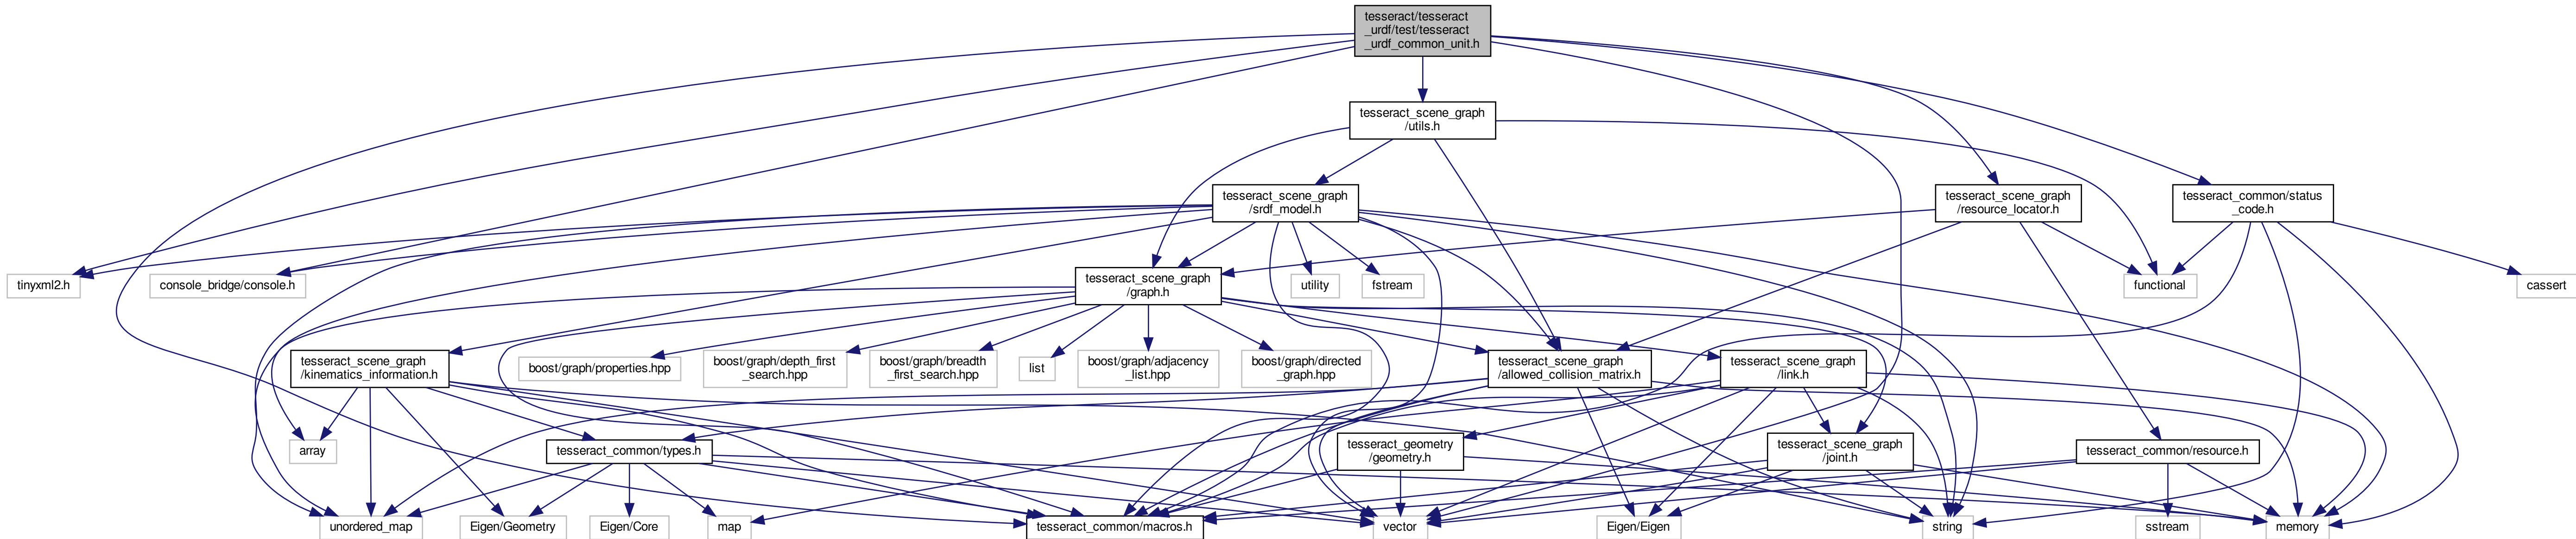 tesseract/tesseract
_urdf/test/tesseract
_urdf_common_unit.h
tesseract_scene_graph
/utils.h
tesseract_scene_graph
/srdf_model.h
tesseract_scene_graph
/resource_locator.h
tesseract_common/status
_code.h
tinyxml2.h
console_bridge/console.h
tesseract_scene_graph
/graph.h
utility
fstream
functional
cassert
tesseract_scene_graph
/kinematics_information.h
boost/graph/properties.hpp
boost/graph/depth_first
_search.hpp
boost/graph/breadth
_first_search.hpp
list
boost/graph/adjacency
_list.hpp
boost/graph/directed
_graph.hpp
tesseract_scene_graph
/allowed_collision_matrix.h
tesseract_scene_graph
/link.h
array
tesseract_common/types.h
tesseract_geometry
/geometry.h
tesseract_scene_graph
/joint.h
tesseract_common/resource.h
unordered_map
Eigen/Geometry
Eigen/Core
map
tesseract_common/macros.h
vector
Eigen/Eigen
string
sstream
memory